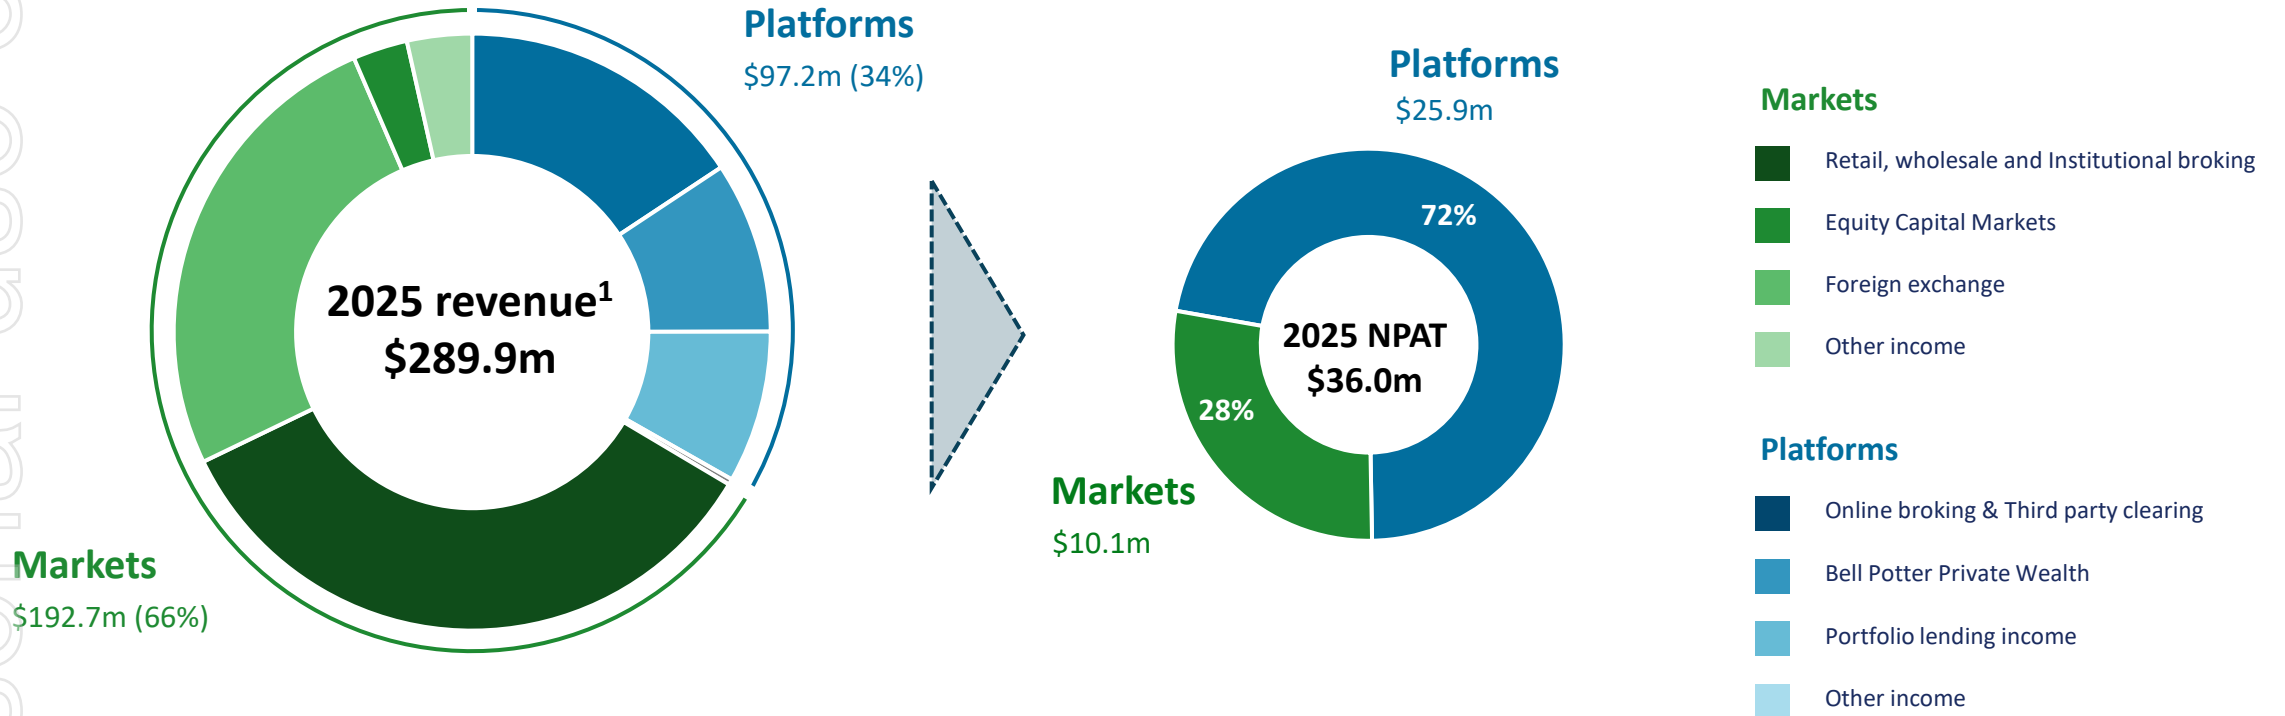 Platforms
$97.2m (34%)
2025 revenue1
$289.9m
Markets
$192.7m (66%)
Platforms
$25.9m
72%
28%
2025 NPAT
$36.0m
Markets
$10.1m
Markets
Retail, wholesale and Institutional broking
Equity Capital Markets
Foreign exchange
Other income
Platforms
Online broking & Third party clearing
Bell Potter Private Wealth
Portfolio lending income
Other income